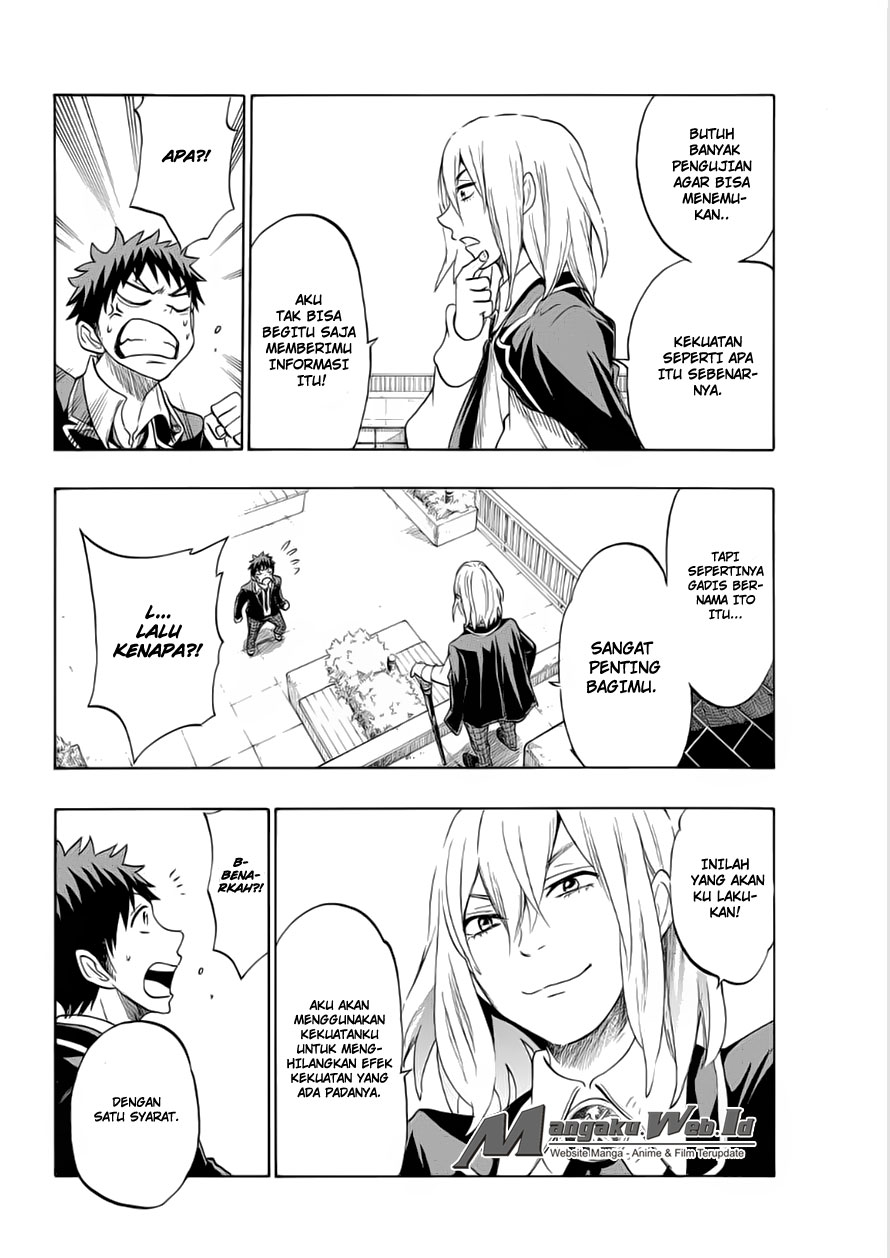 BUTUH
BANYAK
PENGUJIAN
AGAR BISA
MENEMU-
KAN..
KEKUATAN
SEPERTI APA
ITU SEBENAR-
NYA.
AKU
TAK BISA
BEGITU SAJA
MEMBERIMU
INFORMASI
ITU!
APA?!
TAPI
SEPERTINYA
GADIS BER-
NAMA ITO
ITU...
SANGAT
PENTING
BAGIMU.
L...
LALU
KENAPA?!
INILAH
YANG AKAN
KU LAKU-
KAN!
AKU AKAN
MENGGUNAKAN
KEKUATANKU
UNTUK MENG-
HILANGKAN EFEK
KEKUATAN YANG
ADA PADANYA.
B-
BENA-
RKAH?!
DENGAN
SATU SYARAT.
Mangaku.Web.Id
Website Manga - Anime & Film Terupdate